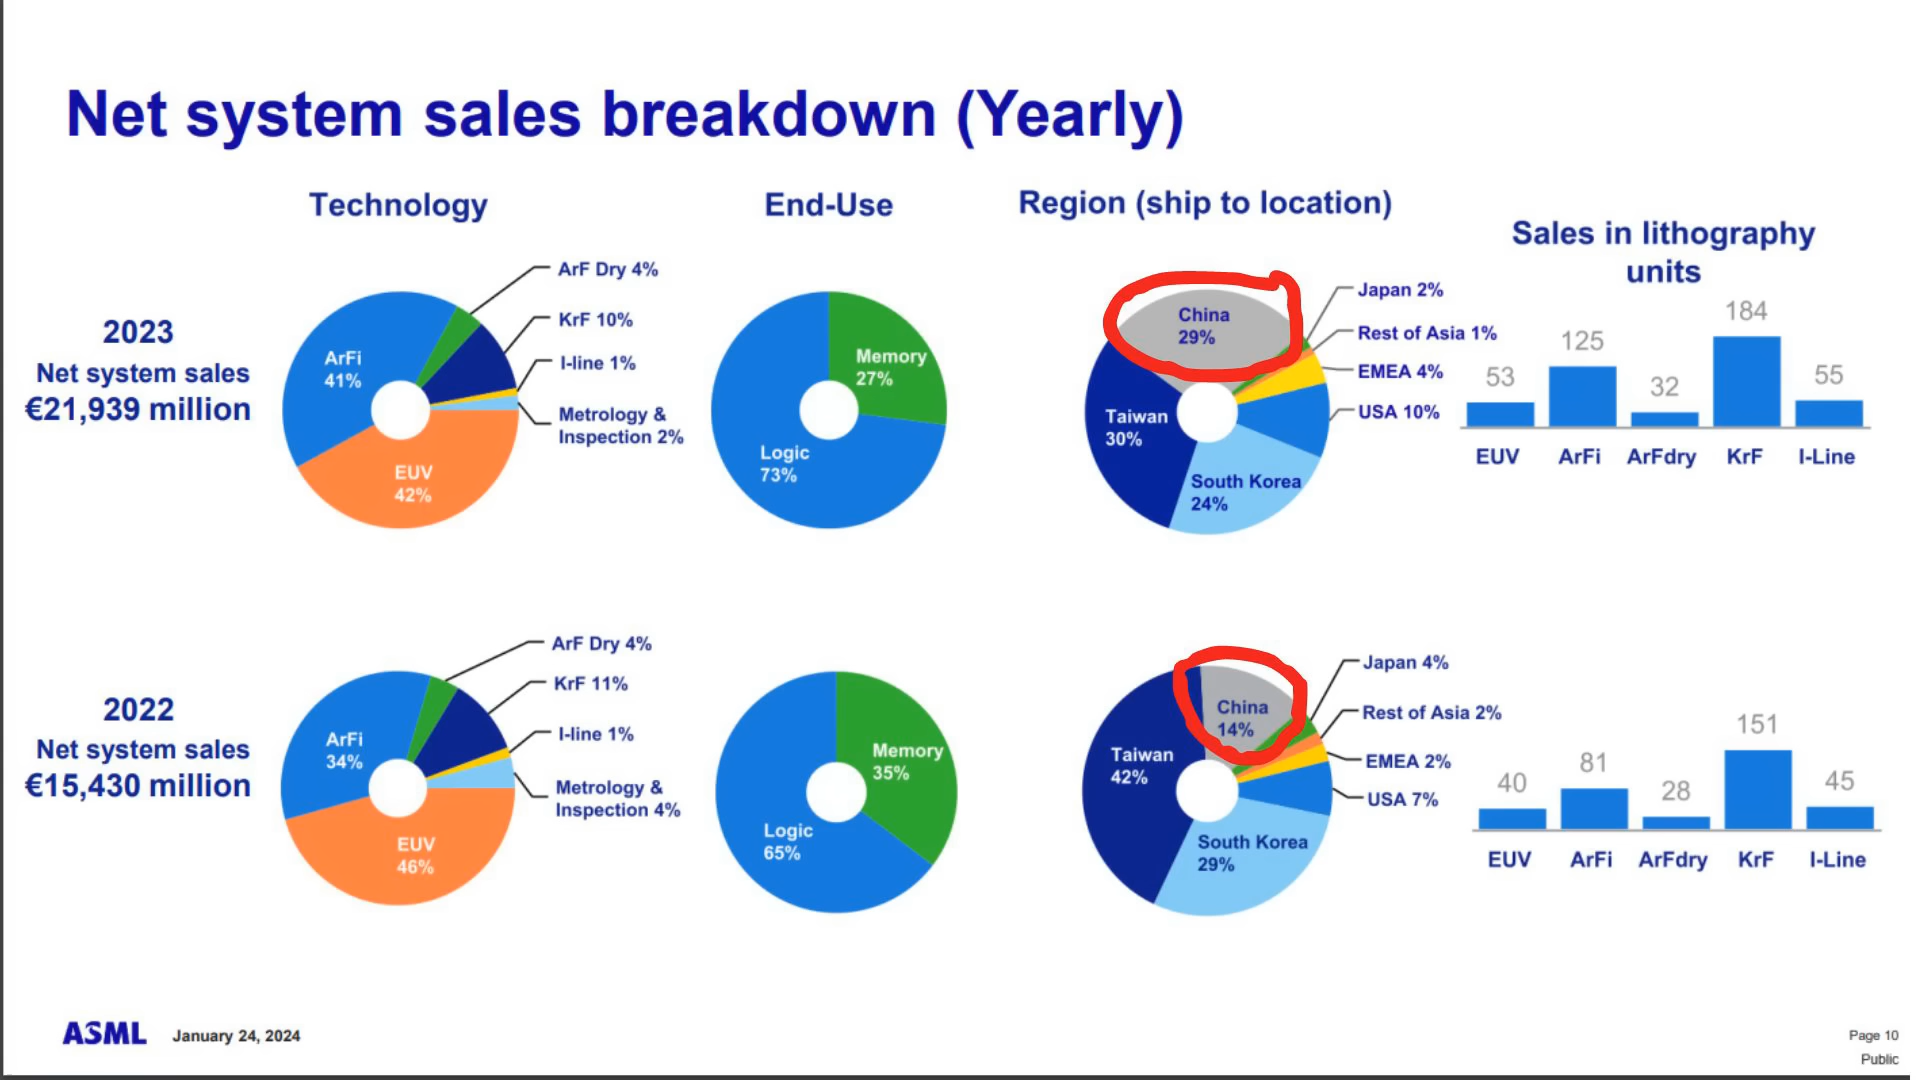 Net system sales breakdown (Yearly)
Technology
End-Use
Region (ship to location)
Sales in lithography
units
2023
Net system sales
€21,939 million
ArF Dry 4%
KrF 10%
I-line 1%
Metrology &
Inspection 2%
ArFi
41%
EUV
42%
Memory
27%
Logic
73%
China
29%
Japan 2%
Rest of Asia 1%
EMEA 4%
USA 10%
Taiwan
30%
South Korea
24%
53
125
32
184
55
EUV
ArFi
ArFdry
KrF
I-Line
2022
Net system sales
€15,430 million
ArF Dry 4%
KrF 11%
I-line 1%
Metrology &
Inspection 4%
ArFi
34%
EUV
46%
Memory
35%
Logic
65%
China
14%
Japan 4%
Rest of Asia 2%
EMEA 2%
USA 7%
Taiwan
42%
South Korea
29%
40
81
28
151
45
EUV
ArFi
ArFdry
KrF
I-Line
ASML
January 24, 2024
Page 10
Public